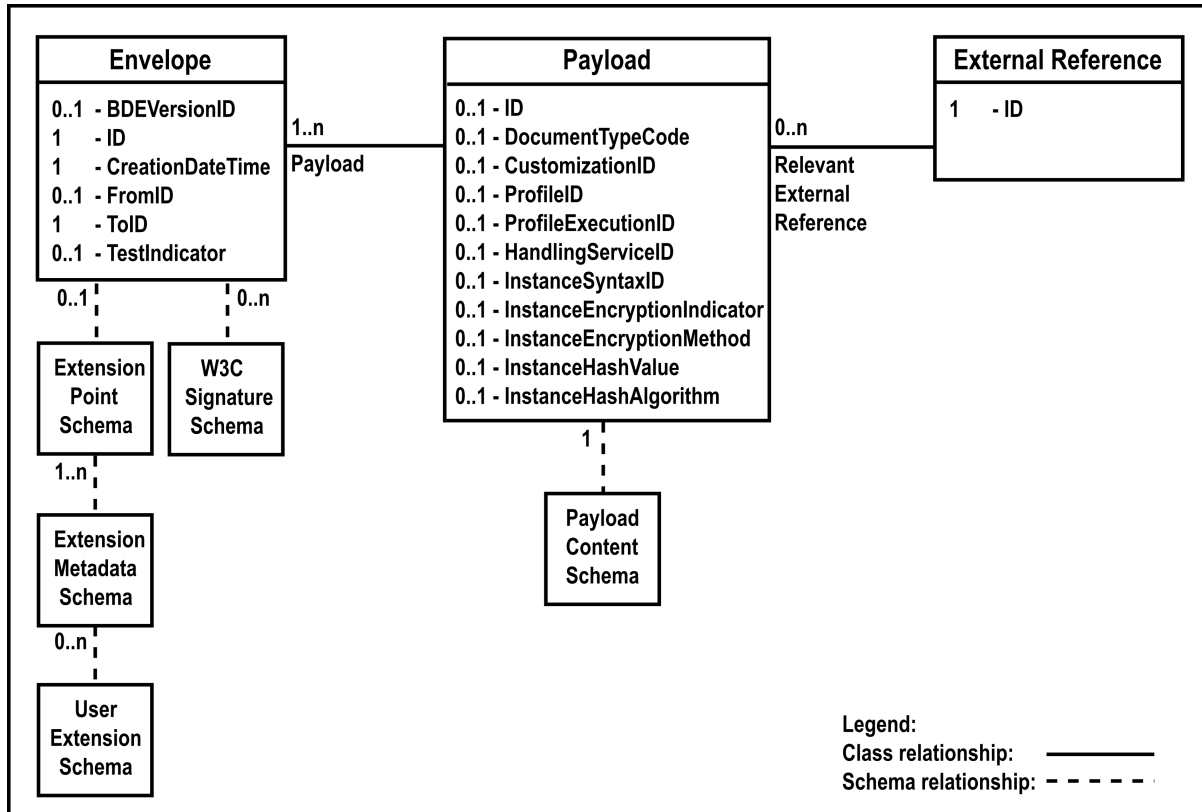 Envelope
0..1 - BDEVersionID
1 - ID
1 - CreationDateTime
0..1 - FromID
1 - ToID
0..1 - TestIndicator
1..n
Payload
Payload
0..1 - ID
0..1 - DocumentTypeCode
0..1 - CustomizationID
0..1 - ProfileID
0..1 - ProfileExecutionID
0..1 - HandlingServiceID
0..1 - InstanceSyntaxID
0..1 - InstanceEncryptionIndicator
0..1 - InstanceEncryptionMethod
0..1 - InstanceHashValue
0..1 - InstanceHashAlgorithm
0..n
Relevant
External
Reference
External Reference
1 - ID
0..1
Extension
Point
Schema
0..n
W3C
Signature
Schema
1..n
Extension
Metadata
Schema
0..n
User
Extension
Schema
1
Payload
Content
Schema
Legend:
Class relationship:
Schema relationship: